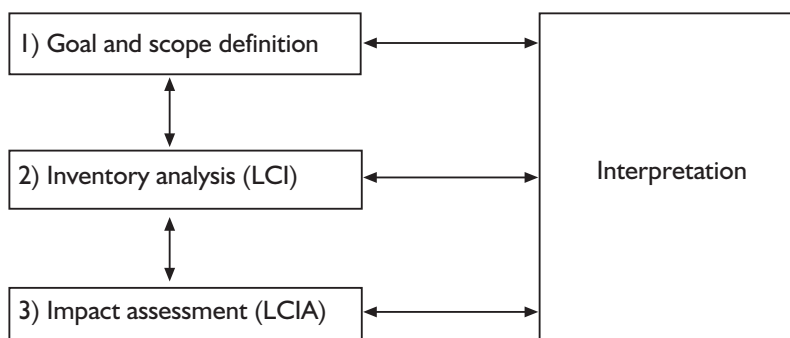 1) Goal and scope definition
2) Inventory analysis (LCI)
Interpretation
3) Impact assessment (LCIA)